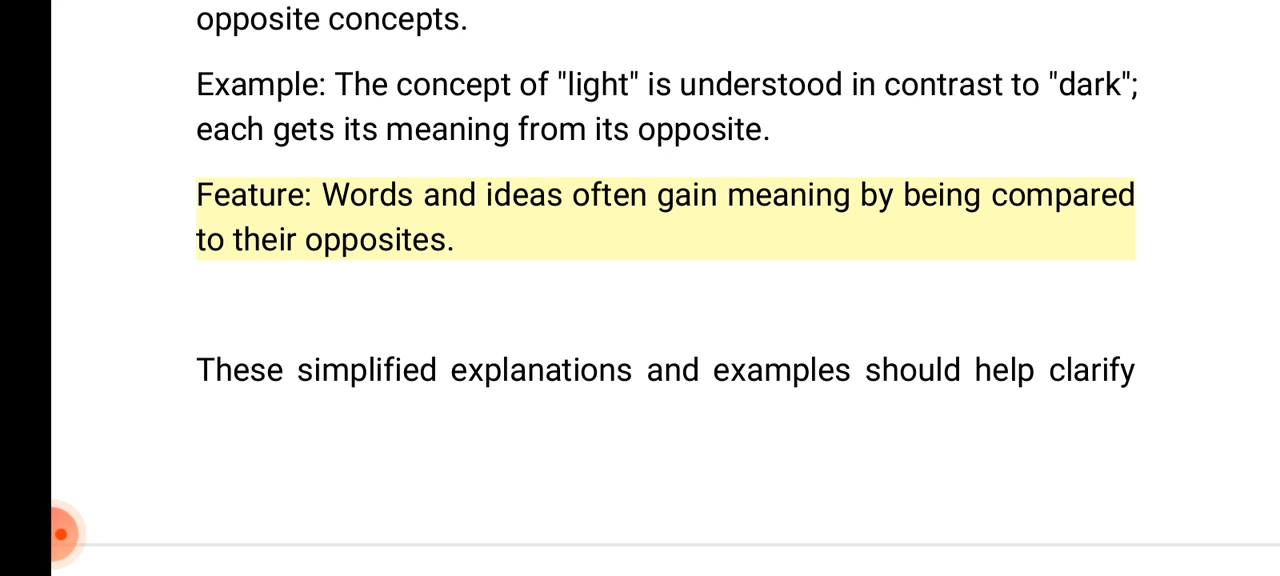 opposite concepts.
Example: The concept of "light" is understood in contrast to "dark";
each gets its meaning from its opposite.
Feature: Words and ideas often gain meaning by being compared
to their opposites.
These simplified explanations and examples should help clarify